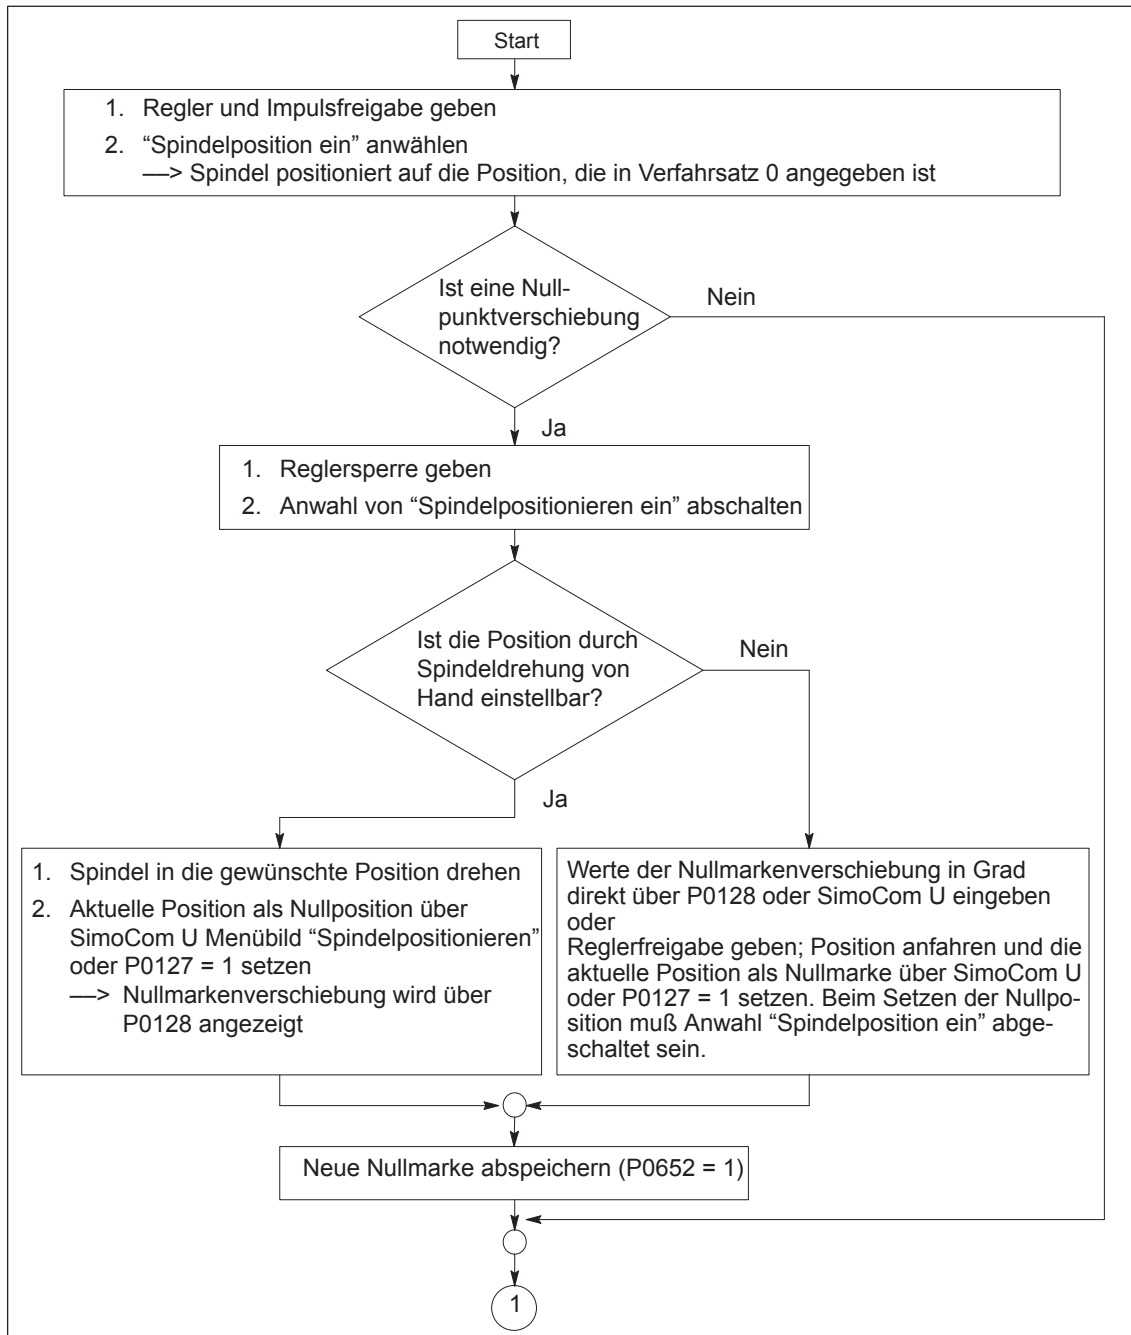 Start
1. Regler und Impulsfreigabe geben
2. “Spindelposition ein” anwählen
—> Spindel positioniert auf die Position, die in Verfahrsatz 0 angegeben ist
Ist eine Null-
punktverschiebung
notwendig?
Nein
Ja
1. Reglersperre geben
2. Anwahl von “Spindelpositionieren ein” abschalten
Ist die Position durch
Spindeldrehung von
Hand einstellbar?
Nein
Ja
1. Spindel in die gewünschte Position drehen
2. Aktuelle Position als Nullposition über
SimoCom U Menübild “Spindelpositionieren”
oder P0127 = 1 setzen
—> Nullmarkenverschiebung wird über
P0128 angezeigt
Werte der Nullmarkenverschiebung in Grad
direkt über P0128 oder SimoCom U eingeben
oder
Reglerfreigabe geben; Position anfahren und die
aktuelle Position als Nullmarke über SimoCom U
oder P0127 = 1 setzen. Beim Setzen der Nullpo-
sition muß Anwahl “Spindelposition ein” abge-
schaltet sein.
Neue Nullmarke abspeichern (P0652 = 1)
1